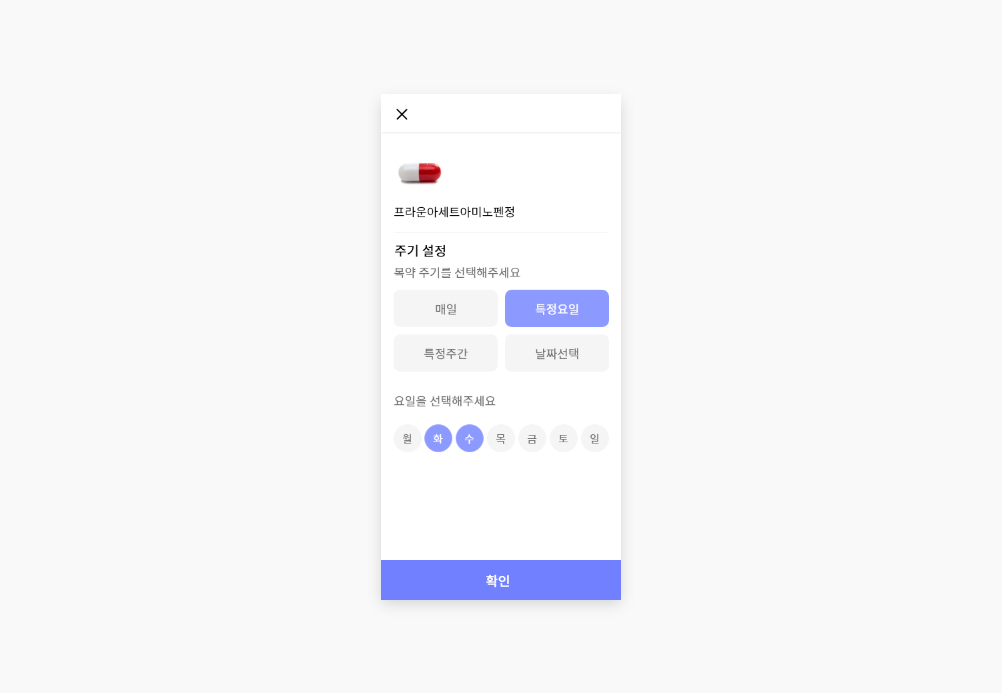 프라운아세트아미노펜정
주기 설정
복약 주기를 선택해주세요
매일 특정요일
특정주간 날짜선택
요일을 선택해주세요
월 화 수 목 금 토 일
확인